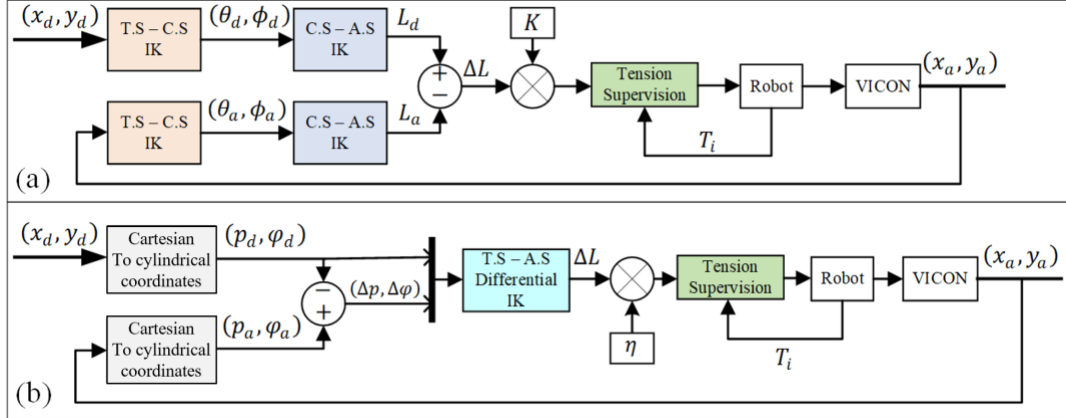 (x_d, y_d)
T.S – C.S
IK
(θ_d, ϕ_d)
C.S – A.S
IK
L_d
+
−
ΔL
K
Tension
Supervision
Robot
VICON
(x_a, y_a)
T.S – C.S
IK
(θ_a, ϕ_a)
C.S – A.S
IK
L_a
T_i
(a)
(x_d, y_d)
Cartesian
To cylindrical
coordinates
(p_d, φ_d)
−
+
(Δp, Δφ)
T.S – A.S
Differential
IK
ΔL
η
Tension
Supervision
Robot
VICON
(x_a, y_a)
Cartesian
To cylindrical
coordinates
(p_a, φ_a)
T_i
(b)